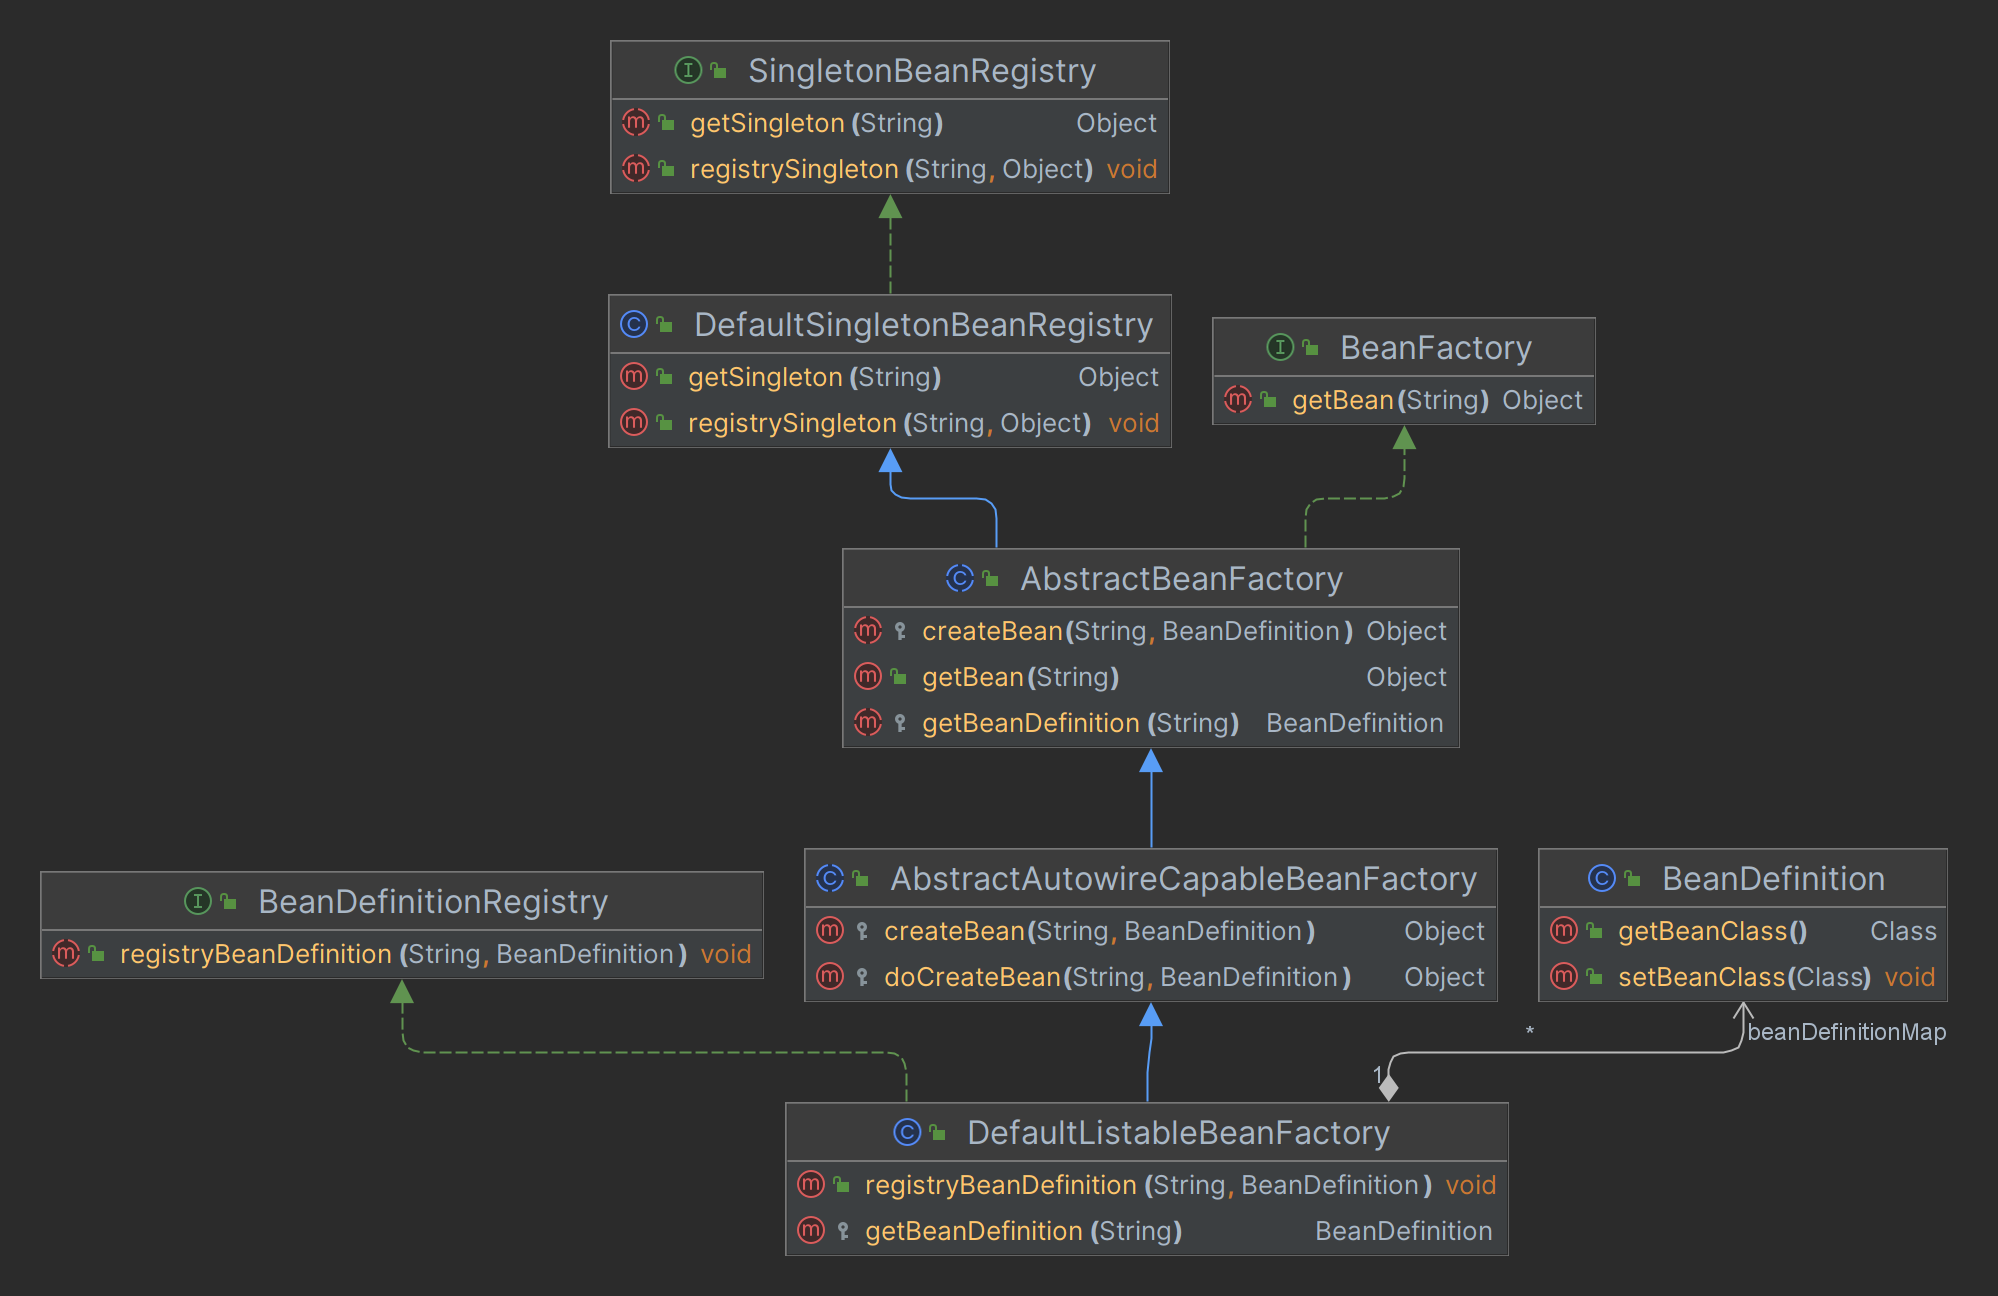 SingletonBeanRegistry
getSingleton(String) Object
registrySingleton(String, Object) void
DefaultSingletonBeanRegistry
getSingleton(String) Object
registrySingleton(String, Object) void
BeanFactory
getBean(String) Object
AbstractBeanFactory
createBean(String, BeanDefinition) Object
getBean(String) Object
getBeanDefinition(String) BeanDefinition
BeanDefinitionRegistry
registryBeanDefinition(String, BeanDefinition) void
AbstractAutowireCapableBeanFactory
createBean(String, BeanDefinition) Object
doCreateBean(String, BeanDefinition) Object
BeanDefinition
getBeanClass() Class
setBeanClass(Class) void
*
beanDefinitionMap
1
DefaultListableBeanFactory
registryBeanDefinition(String, BeanDefinition) void
getBeanDefinition(String) BeanDefinition